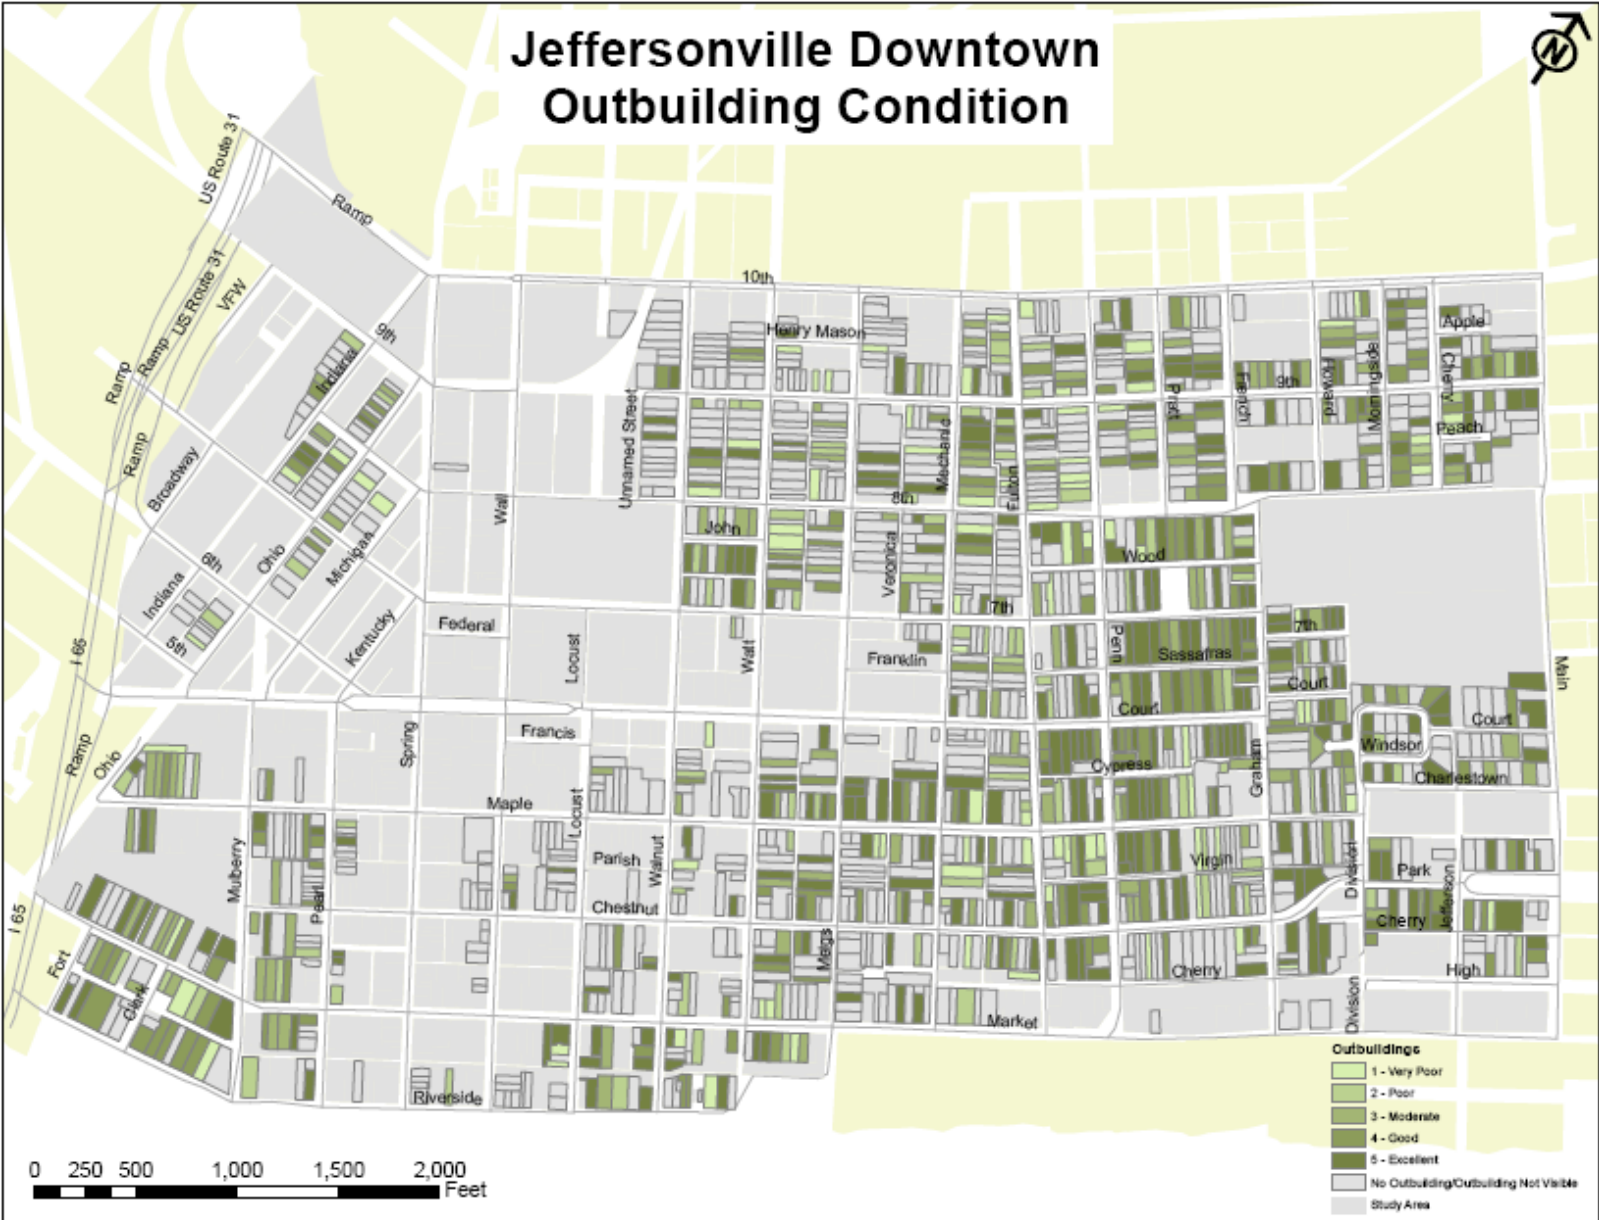 Jeffersonville Downtown
Outbuilding Condition
N
US Route 31
Ramp
US Route 31
VFW
10th
Henry Mason
Apple
9th
Indiana
Ramp
Ramp
Unnamed Street
Pratt
French
9th
Howard
Morningside
Cherry
Peach
Ramp
Broadway
Wall
Mechanic
8th
Fulton
John
Wood
Ohio
Michigan
6th
Indiana
5th
Kentucky
Veronica
7th
Federal
Locust
Watt
Franklin
Penn
Sassafras
7th
Court
Court
Main
I 65
Ramp
Ohio
Spring
Francis
Cypress
Graham
Windsor
Court
Charlestown
Maple
Locust
Mulberry
Pearl
Parish
Walnut
Chestnut
Virgin
Division
Park
Jefferson
Cherry
I 65
Fort
Clark
Meigs
Cherry
High
Market
Division
Riverside
Outbuildings
1 - Very Poor
2 - Poor
3 - Moderate
4 - Good
5 - Excellent
No Outbuilding/Outbuilding Not Visible
Study Area
0 250 500 1,000 1,500 2,000
Feet